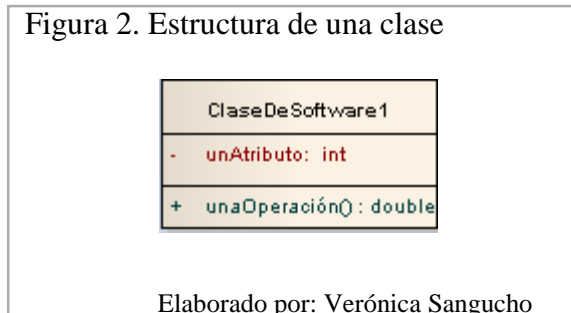 Figura 2. Estructura de una clase
ClaseDeSoftware1
- unAtributo: int
+ unaOperación() : double
Elaborado por: Verónica Sangucho